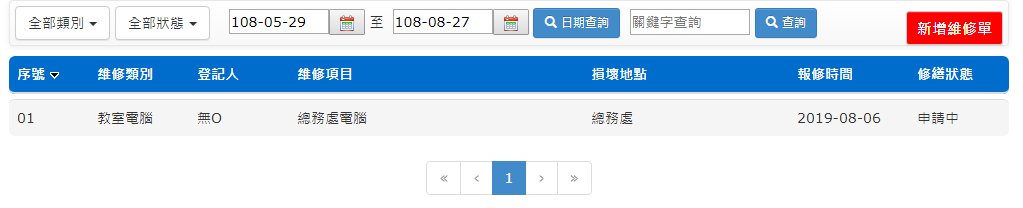 全部類別 全部狀態 108-05-29 至 108-08-27 日期查詢 關鍵字查詢 查詢 新增維修單
序號 維修類別 登記人 維修項目 損壞地點 報修時間 修繕狀態
01 教室電腦 無O 總務處電腦 總務處 2019-08-06 申請中
« ‹ 1 › »